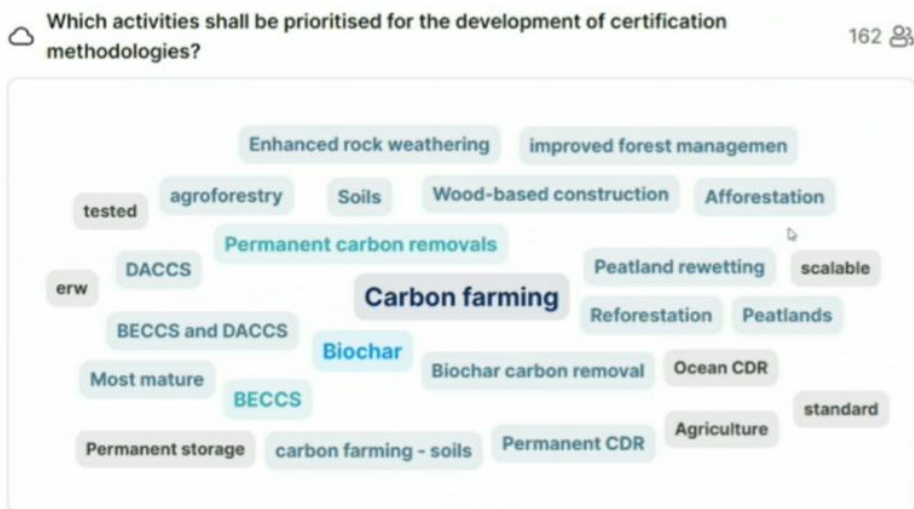 Which activities shall be prioritised for the development of certification
methodologies?
162
Enhanced rock weathering
improved forest managemen
tested
agroforestry
Soils
Wood-based construction
Afforestation
Permanent carbon removals
erw
DACCS
Carbon farming
Peatland rewetting
scalable
BECCS and DACCS
Biochar
Reforestation
Peatlands
Most mature
BECCS
Biochar carbon removal
Ocean CDR
standard
Permanent storage
carbon farming - soils
Permanent CDR
Agriculture